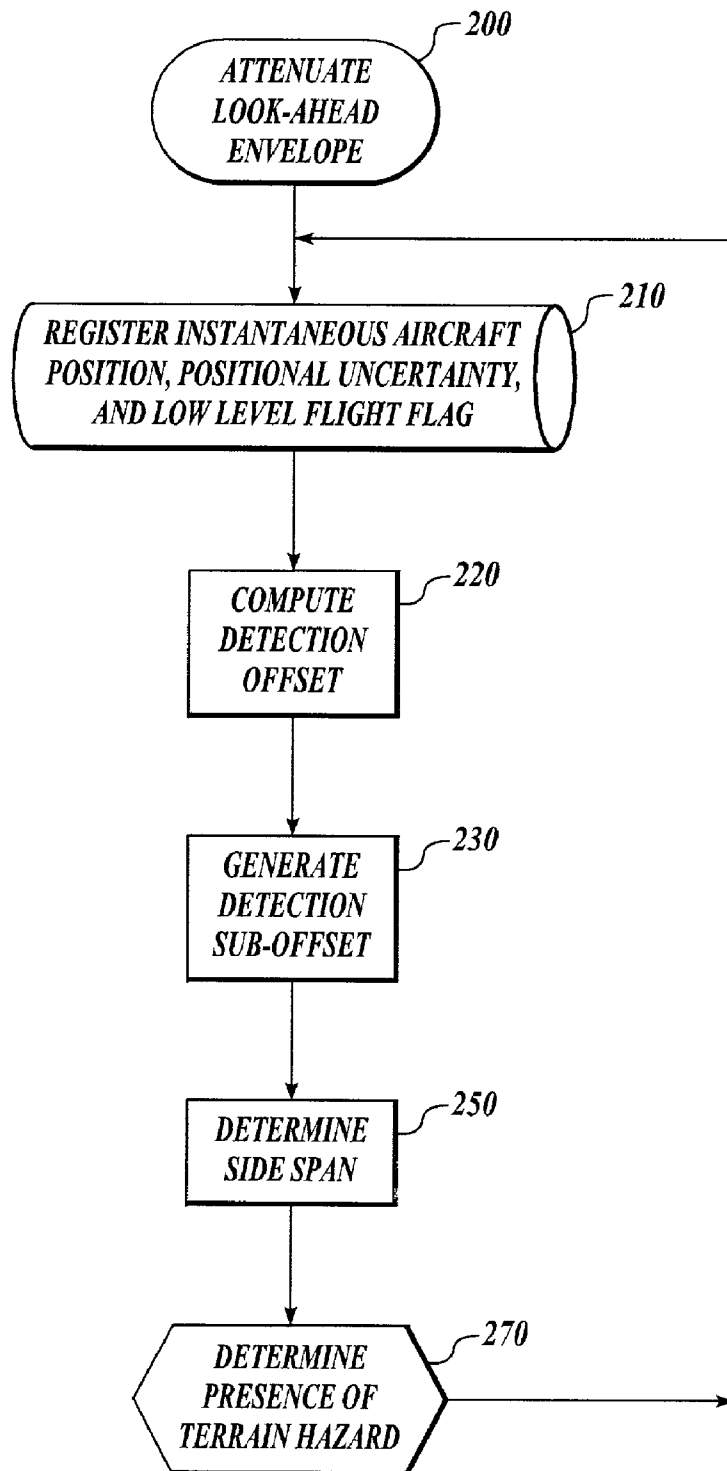 200
ATTENUATE
LOOK-AHEAD
ENVELOPE
210
REGISTER INSTANTANEOUS AIRCRAFT
POSITION, POSITIONAL UNCERTAINTY,
AND LOW LEVEL FLIGHT FLAG
220
COMPUTE
DETECTION
OFFSET
230
GENERATE
DETECTION
SUB-OFFSET
250
DETERMINE
SIDE SPAN
270
DETERMINE
PRESENCE OF
TERRAIN HAZARD